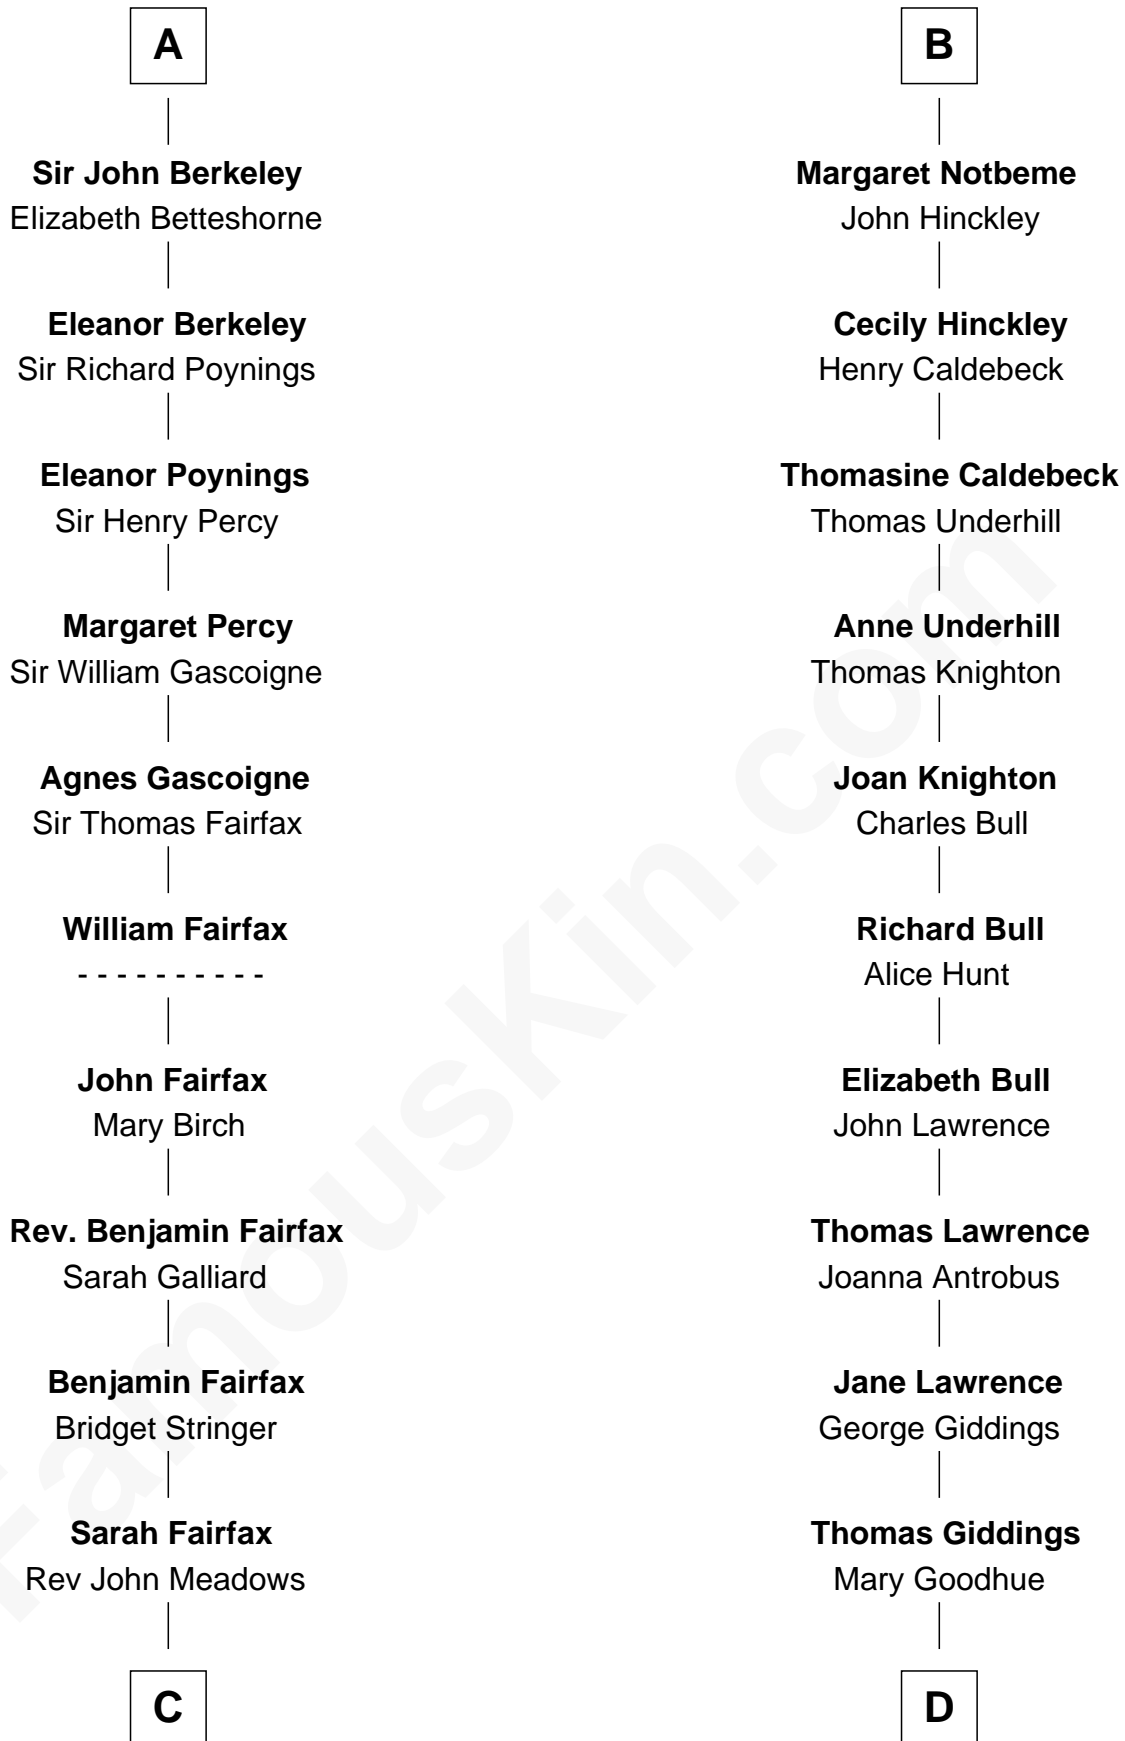 A
Sir John Berkeley
Elizabeth Betteshorne
Eleanor Berkeley
Sir Richard Poynings
Eleanor Poynings
Sir Henry Percy
Margaret Percy
Sir William Gascoigne
Agnes Gascoigne
Sir Thomas Fairfax
William Fairfax
- - - - - - - - - -
John Fairfax
Mary Birch
Rev. Benjamin Fairfax
Sarah Galliard
Benjamin Fairfax
Bridget Stringer
Sarah Fairfax
Rev John Meadows
C
B
Margaret Notbeme
John Hinckley
Cecily Hinckley
Henry Caldebeck
Thomasine Caldebeck
Thomas Underhill
Anne Underhill
Thomas Knighton
Joan Knighton
Charles Bull
Richard Bull
Alice Hunt
Elizabeth Bull
John Lawrence
Thomas Lawrence
Joanna Antrobus
Jane Lawrence
George Giddings
Thomas Giddings
Mary Goodhue
D
FamousKin.com